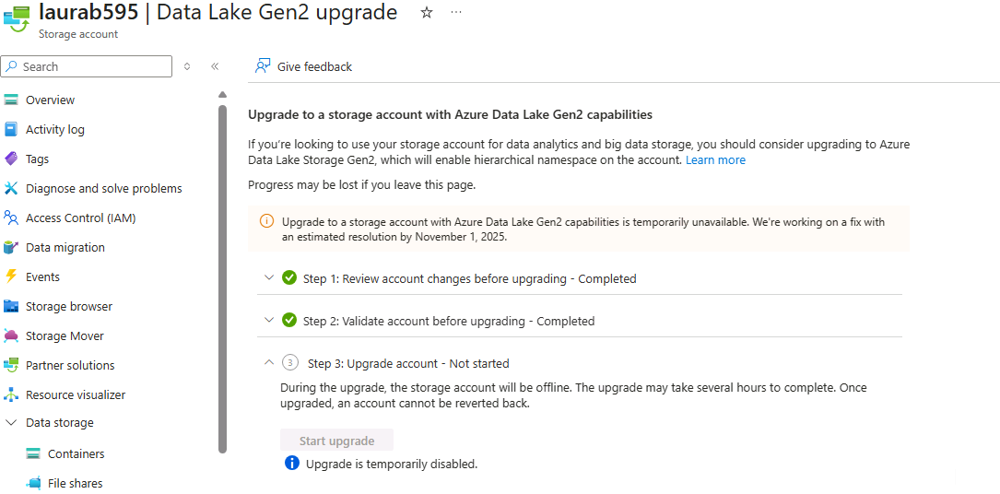 laurab595 | Data Lake Gen2 upgrade
Storage account
Search
Give feedback
Overview
Activity log
Tags
Diagnose and solve problems
Access Control (IAM)
Data migration
Events
Storage browser
Storage Mover
Partner solutions
Resource visualizer
Data storage
Containers
File shares
Upgrade to a storage account with Azure Data Lake Gen2 capabilities
If you're looking to use your storage account for data analytics and big data storage, you should consider upgrading to Azure
Data Lake Storage Gen2, which will enable hierarchical namespace on the account. Learn more
Progress may be lost if you leave this page.
Upgrade to a storage account with Azure Data Lake Gen2 capabilities is temporarily unavailable. We're working on a fix with
an estimated resolution by November 1, 2025.
Step 1: Review account changes before upgrading - Completed
Step 2: Validate account before upgrading - Completed
3 Step 3: Upgrade account - Not started
During the upgrade, the storage account will be offline. The upgrade may take several hours to complete. Once
upgraded, an account cannot be reverted back.
Start upgrade
Upgrade is temporarily disabled.